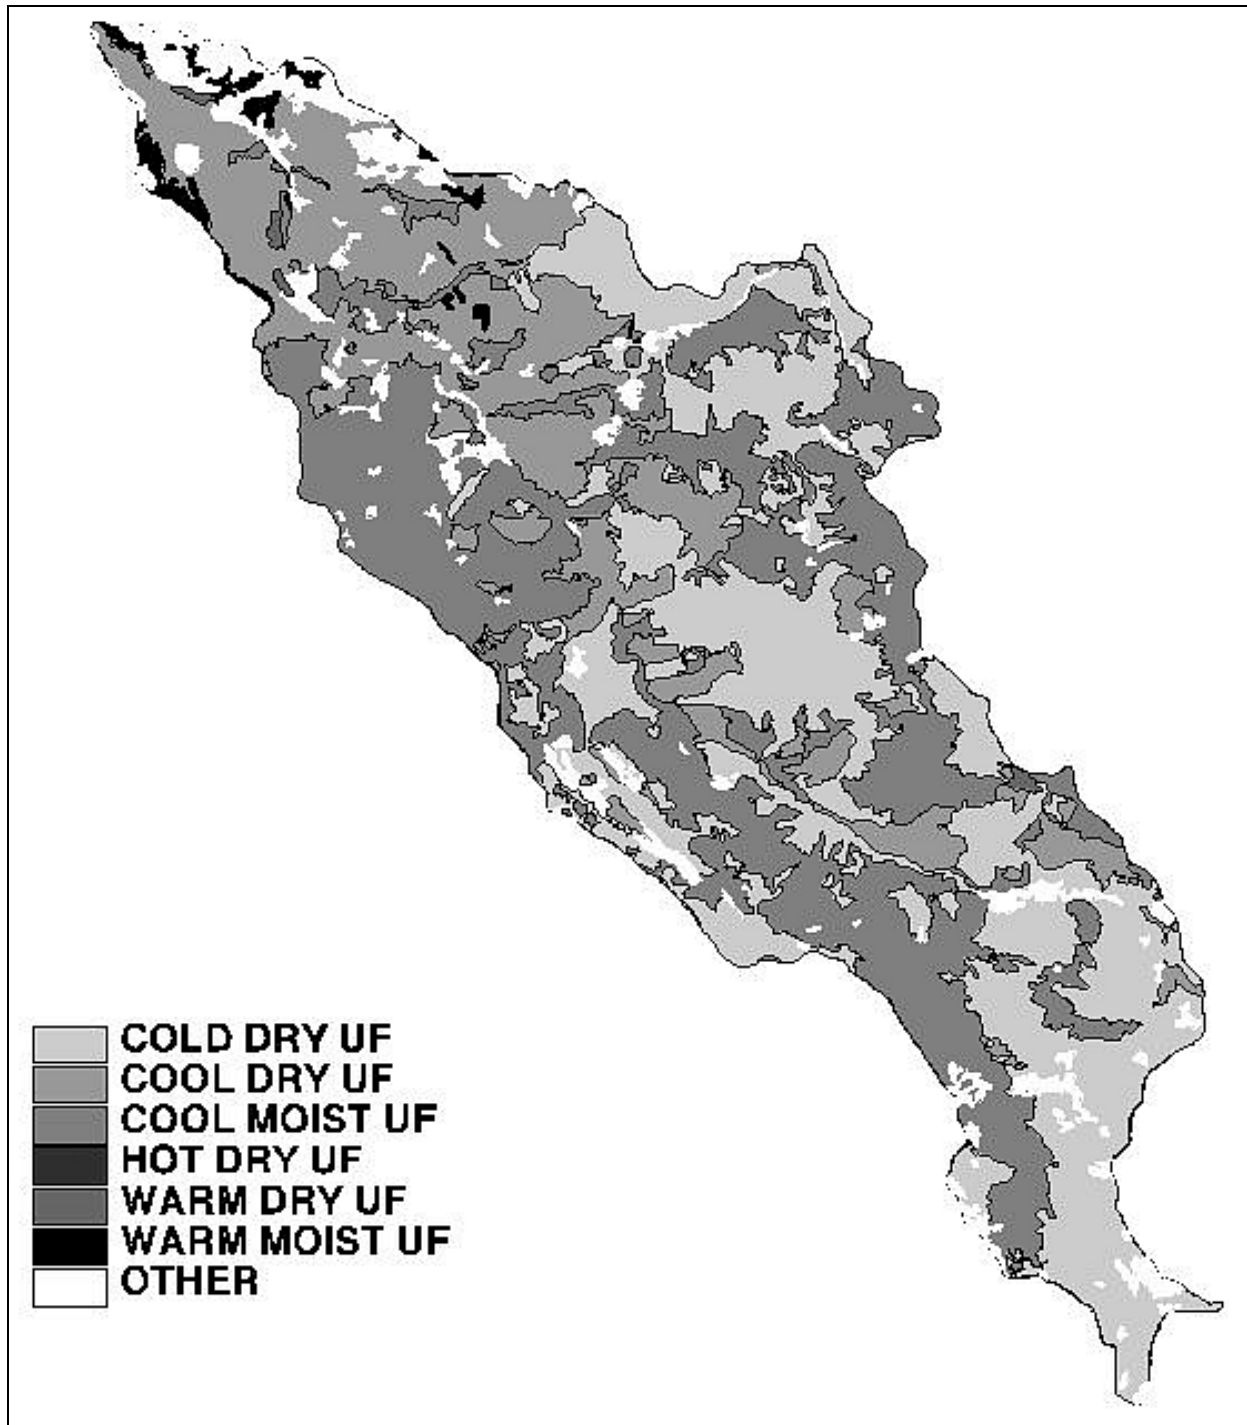 COLD DRY UF
COOL DRY UF
COOL MOIST UF
HOT DRY UF
WARM DRY UF
WARM MOIST UF
OTHER